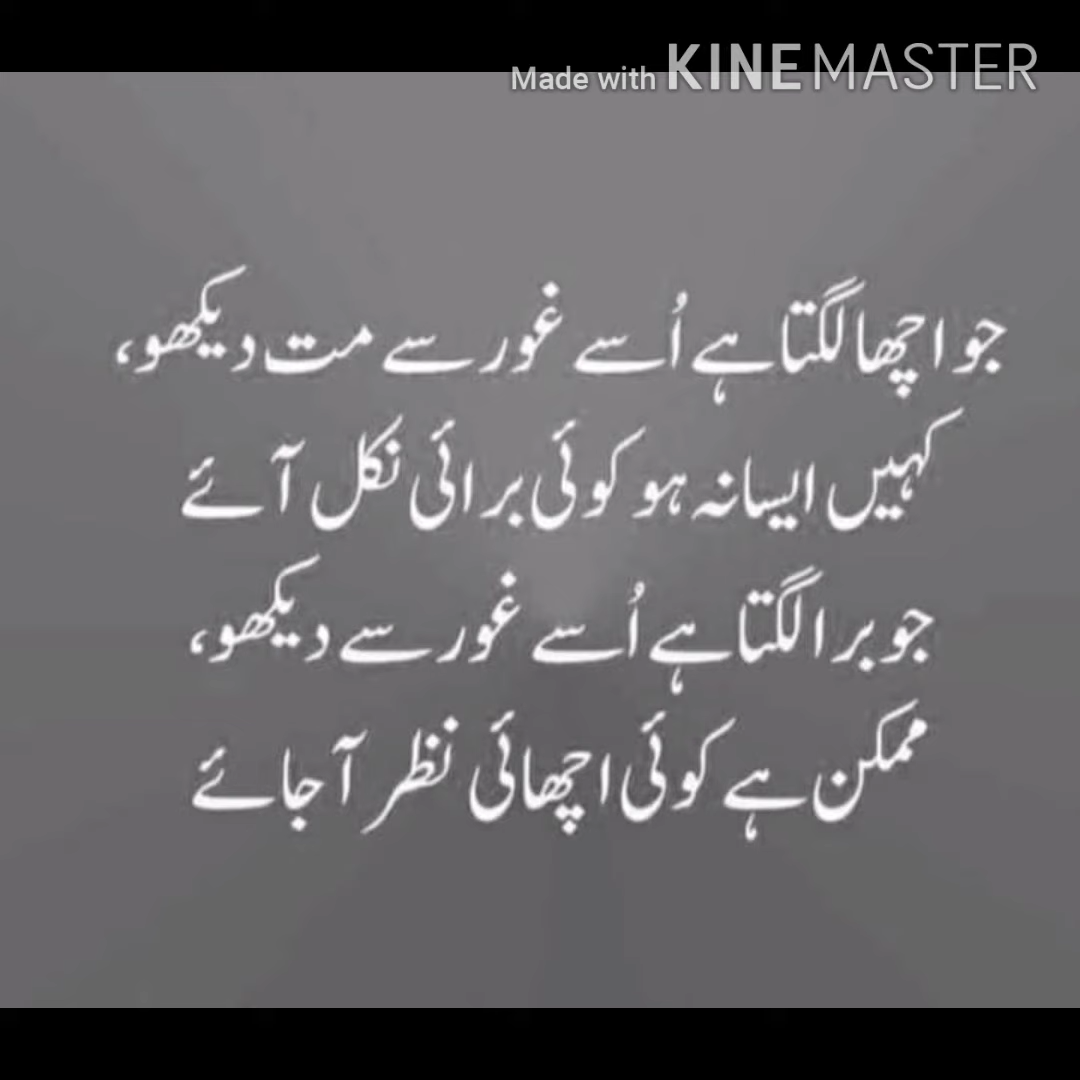 Made with KINEMASTER
جو اچھا لگتا ہے اُسے غور سے مت دیکھو،
کہیں ایسا نہ ہو کوئی برائی نکل آئے
جو برا لگتا ہے اُسے غور سے دیکھو،
ممکن ہے کوئی اچھائی نظر آ جائے